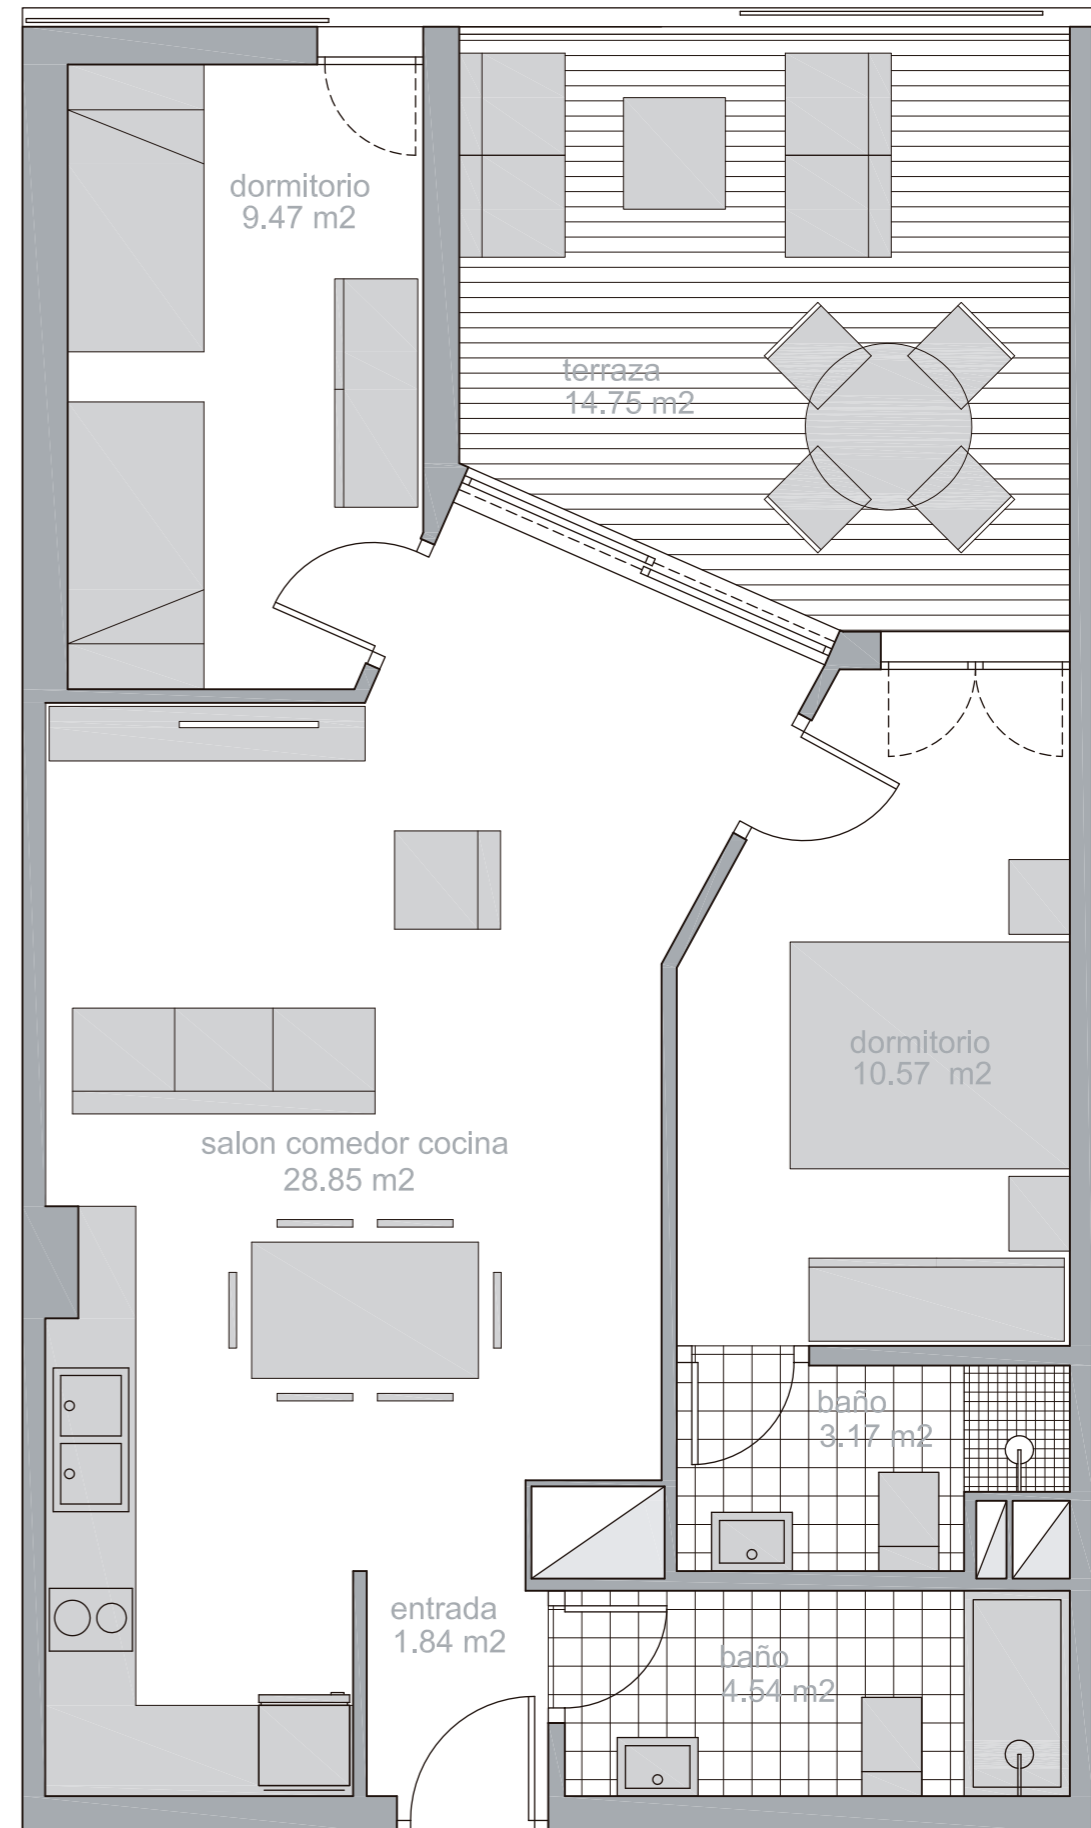 dormitorio
9.47 m2
terraza
14.75 m2
dormitorio
10.57 m2
salon comedor cocina
28.85 m2
baño
3.17 m2
entrada
1.84 m2
baño
4.54 m2